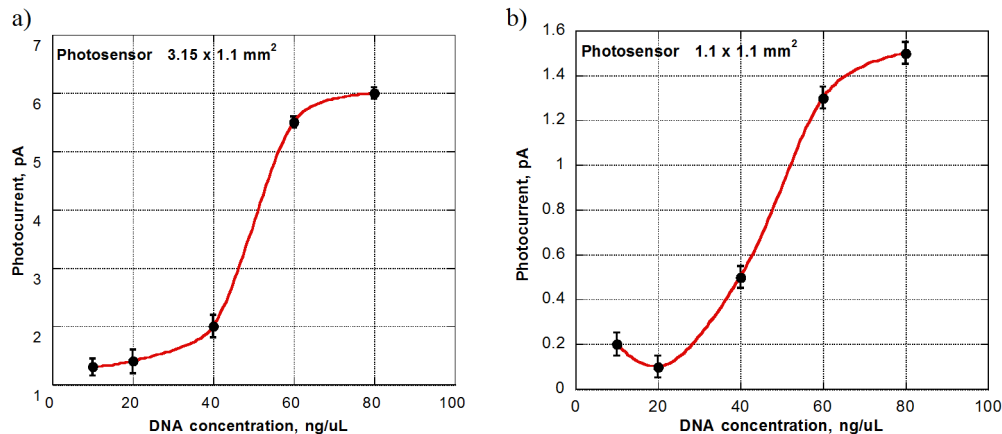 a)
Photosensor 3.15 x 1.1 mm²
Photocurrent, pA
7
6
5
4
3
2
1
0 20 40 60 80 100
DNA concentration, ng/uL
b)
Photosensor 1.1 x 1.1 mm²
Photocurrent, pA
1.6
1.4
1.2
1
0.8
0.6
0.4
0.2
0
0 20 40 60 80 100
DNA concentration, ng/uL